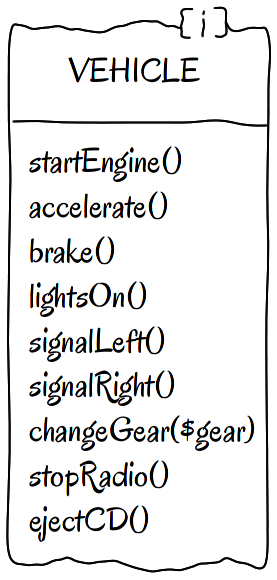 {i}
VEHICLE
startEngine()
accelerate()
brake()
lightsOn()
signalLeft()
signalRight()
changeGear($gear)
stopRadio()
ejectCD()